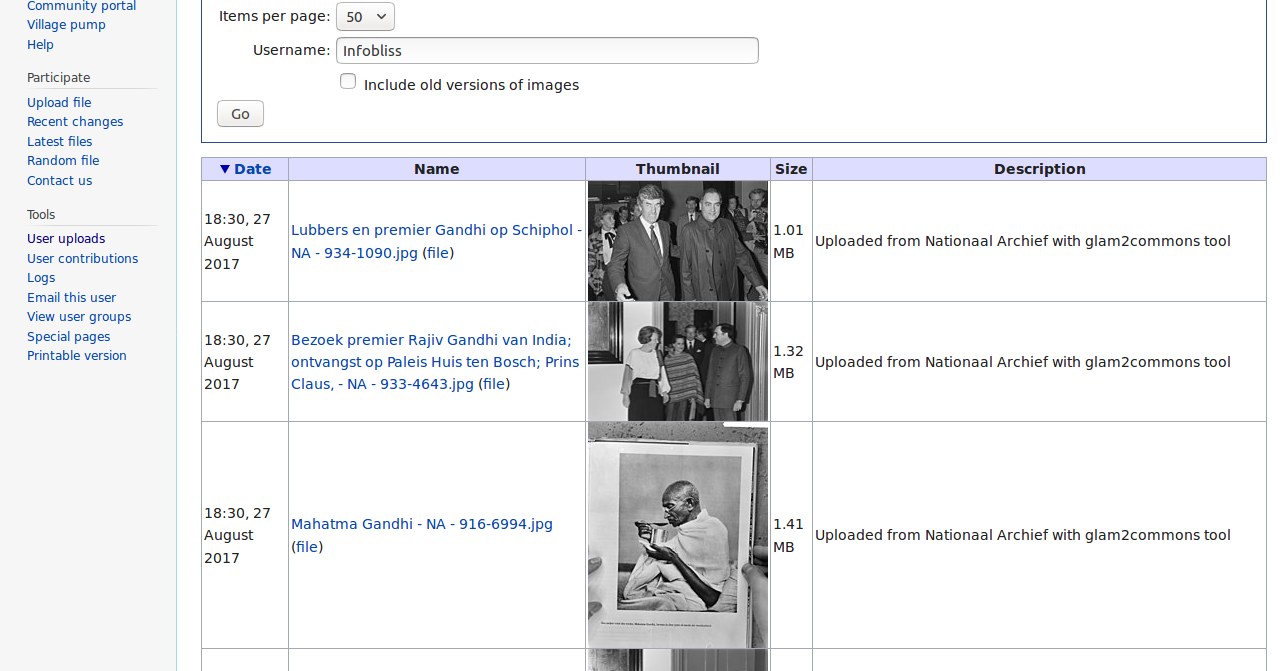 Community portal
Village pump
Help
Participate
Upload file
Recent changes
Latest files
Random file
Contact us
Tools
User uploads
User contributions
Logs
Email this user
View user groups
Special pages
Printable version
Items per page: 50
Username: Infobliss
Include old versions of images
Go
▼ Date Name Thumbnail Size Description
18:30, 27
August
2017
Lubbers en premier Gandhi op Schiphol -
NA - 934-1090.jpg (file)
1.01
MB
Uploaded from Nationaal Archief with glam2commons tool
18:30, 27
August
2017
Bezoek premier Rajiv Gandhi van India;
ontvangst op Paleis Huis ten Bosch; Prins
Claus, - NA - 933-4643.jpg (file)
1.32
MB
Uploaded from Nationaal Archief with glam2commons tool
18:30, 27
August
2017
Mahatma Gandhi - NA - 916-6994.jpg
(file)
1.41
MB
Uploaded from Nationaal Archief with glam2commons tool